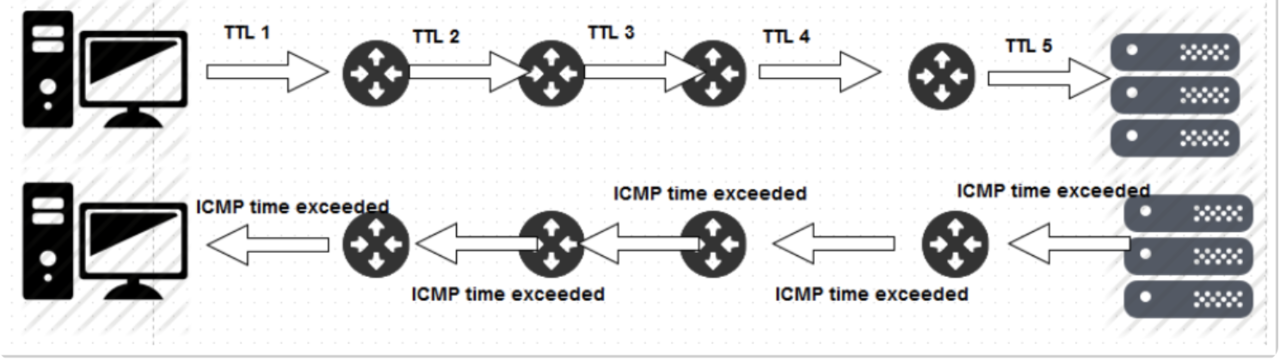 TTL 1
TTL 2
TTL 3
TTL 4
TTL 5
ICMP time exceeded
ICMP time exceeded
ICMP time exceeded
ICMP time exceeded
ICMP time exceeded